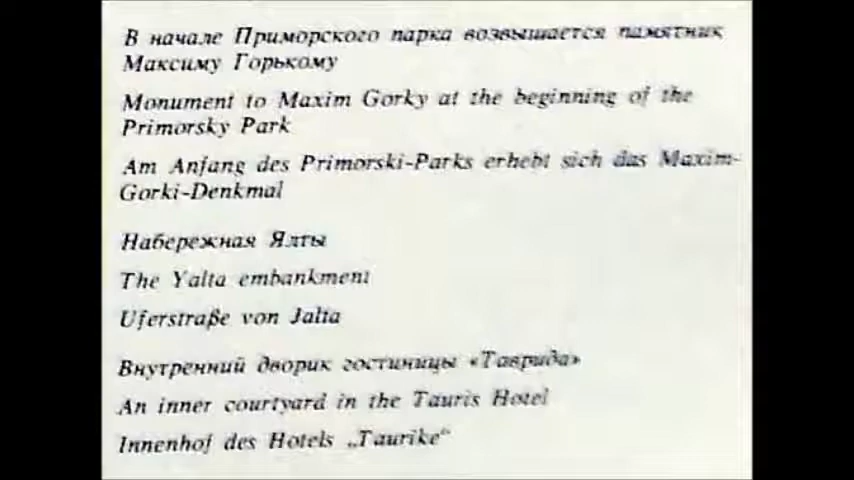 В начале Приморского парка возвышается памятник
Максиму Горькому
Monument to Maxim Gorky at the beginning of the
Primorsky Park
Am Anfang des Primorski-Parks erhebt sich das Maxim-
Gorki-Denkmal
Набережная Ялты
The Yalta embankment
Uferstraße von Jalta
Внутренний дворик гостиницы «Таврида»
An inner courtyard in the Tauris Hotel
Innenhof des Hotels „Taurike“